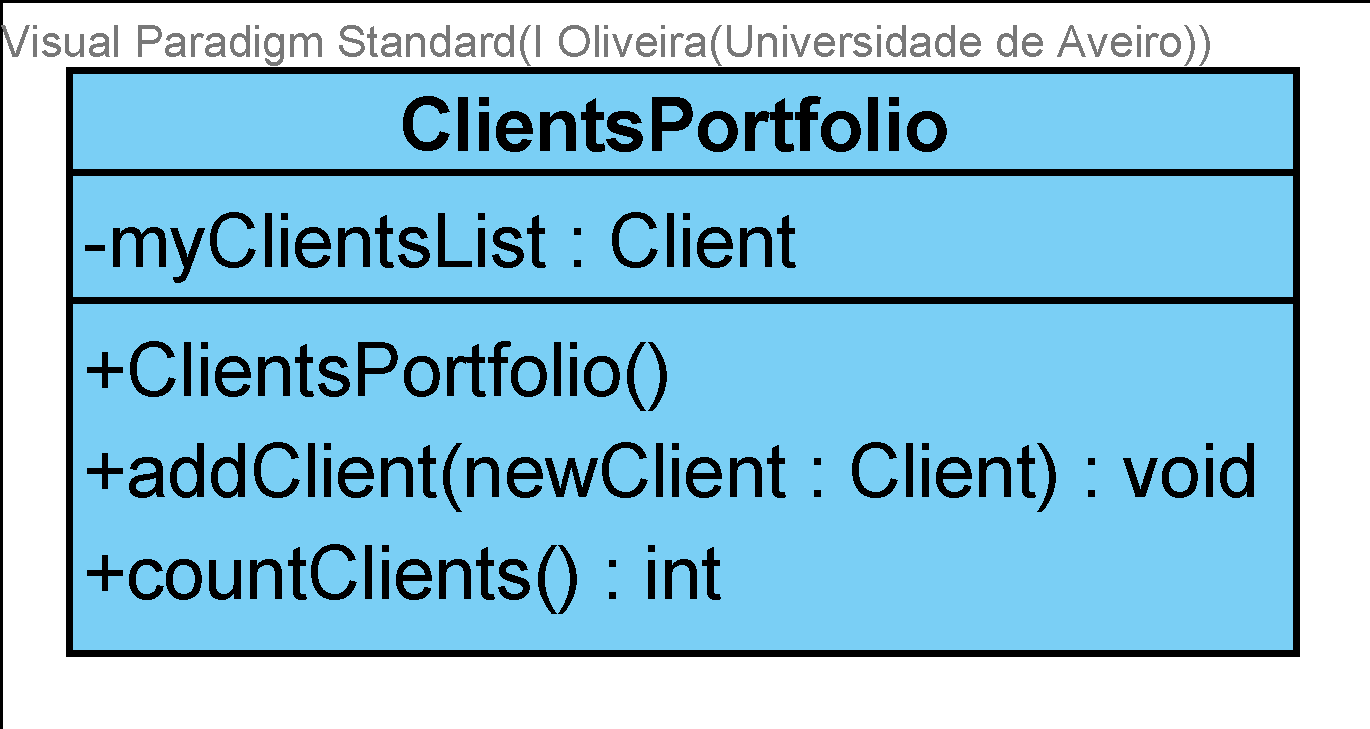 Visual Paradigm Standard(I Oliveira(Universidade de Aveiro))
ClientsPortfolio
-myClientsList : Client
+ClientsPortfolio()
+addClient(newClient : Client) : void
+countClients() : int